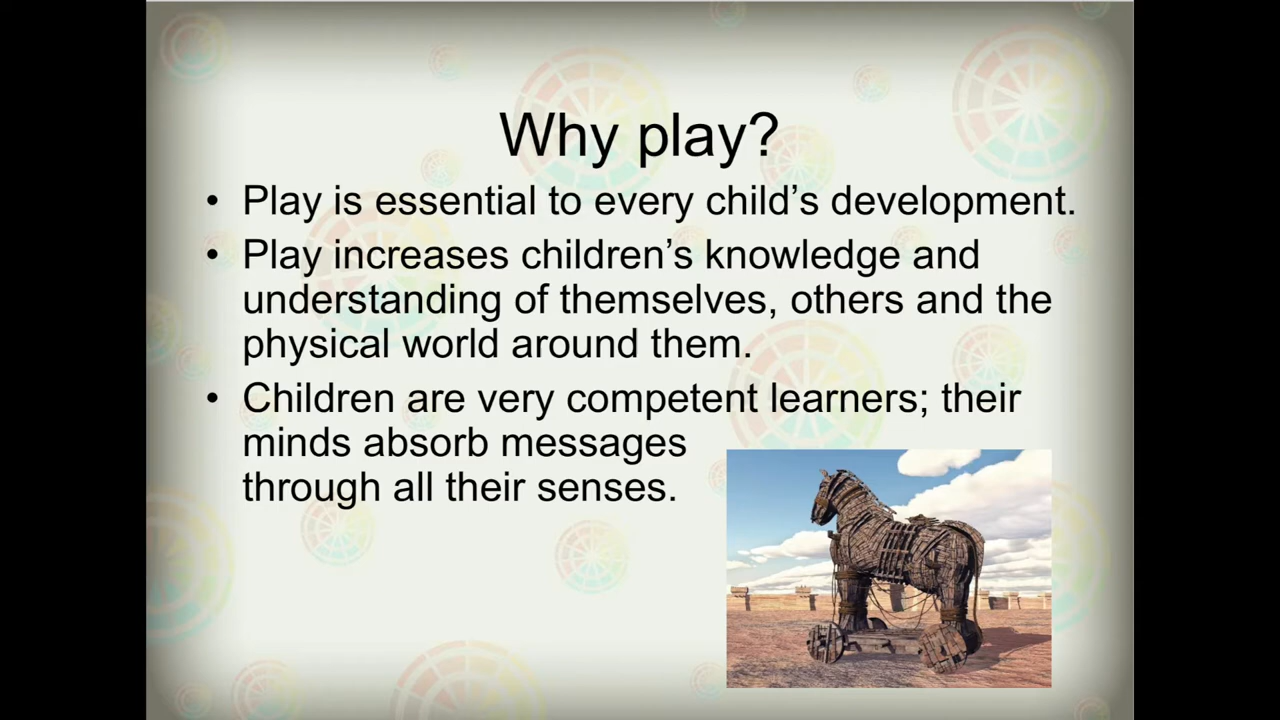 Why play?
• Play is essential to every child’s development.
• Play increases children’s knowledge and
understanding of themselves, others and the
physical world around them.
• Children are very competent learners; their
minds absorb messages
through all their senses.